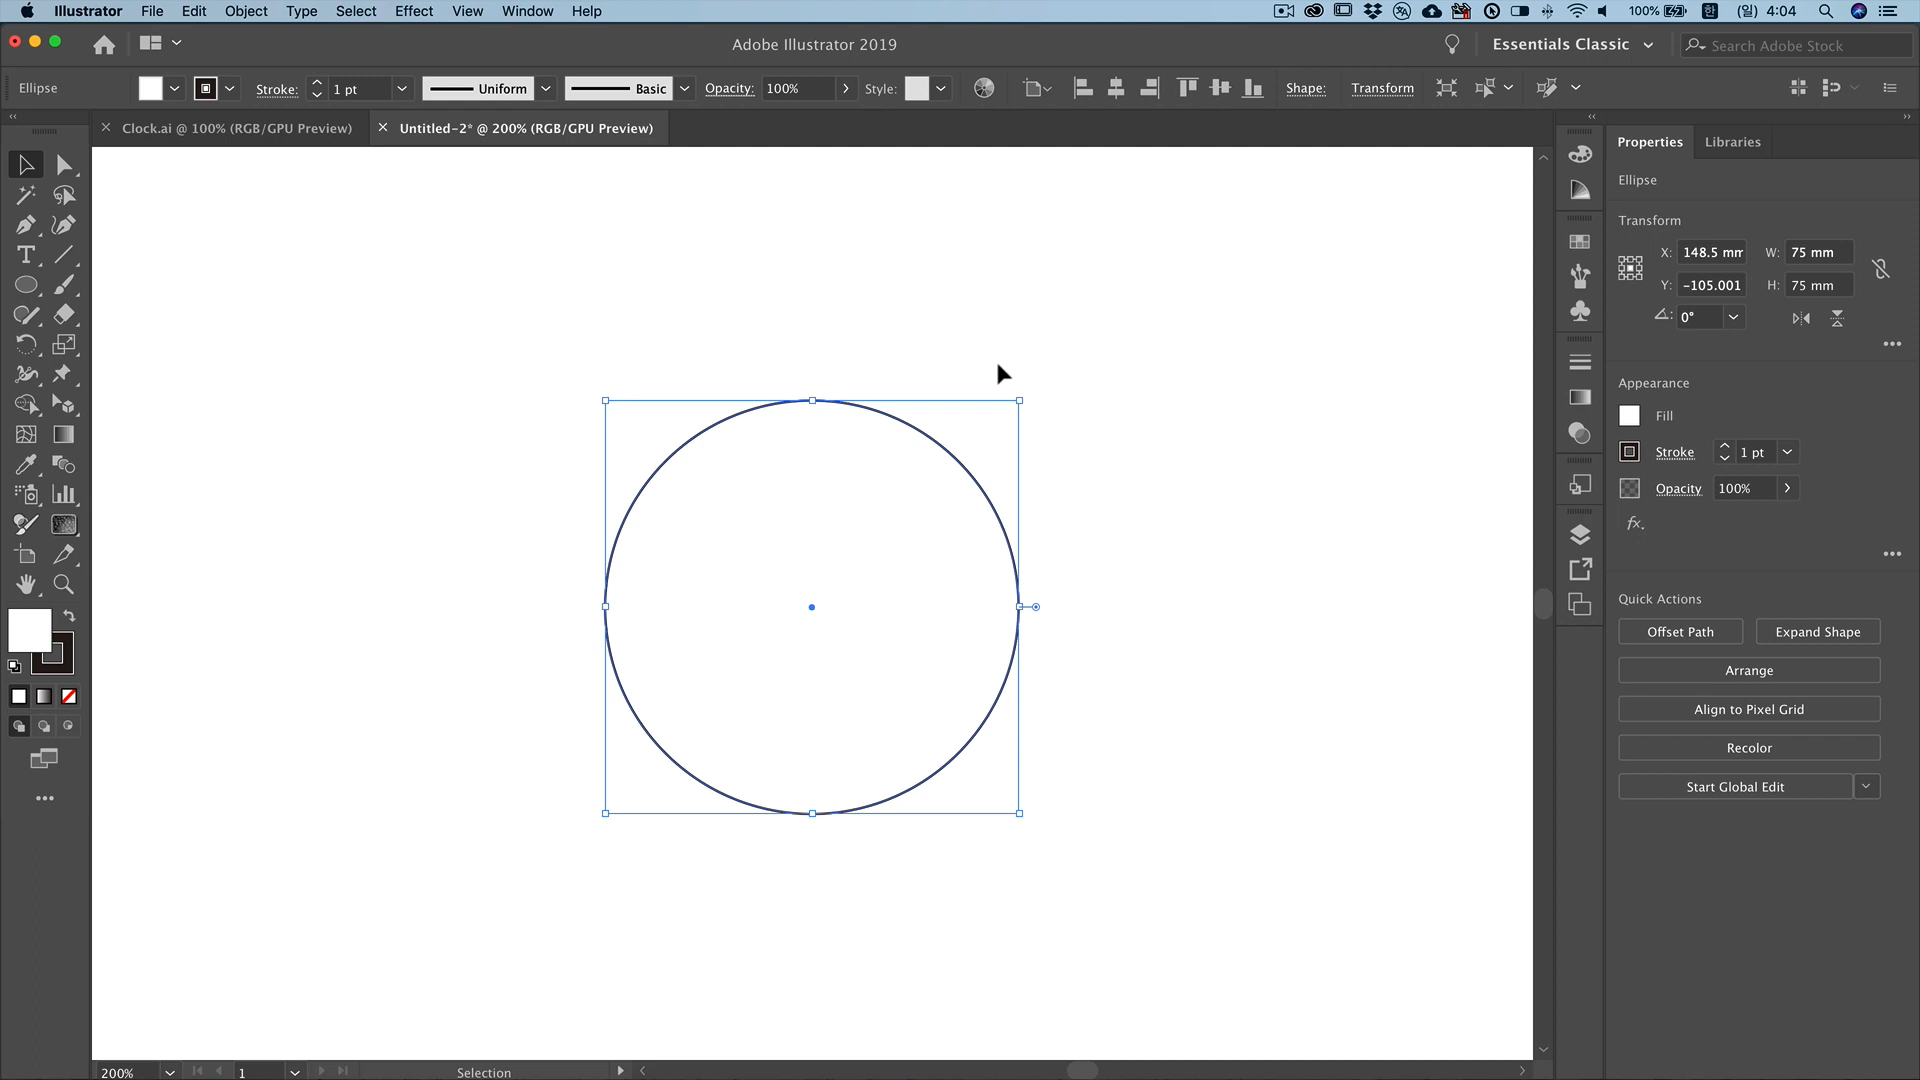 Illustrator File Edit Object Type Select Effect View Window Help 100% 한 (일) 4:04
Adobe Illustrator 2019 Essentials Classic Search Adobe Stock
Ellipse Stroke: 1 pt Uniform Basic Opacity: 100% Style: Shape: Transform
Clock.ai @ 100% (RGB/GPU Preview) Untitled-2* @ 200% (RGB/GPU Preview)
Properties Libraries
Ellipse
Transform
X: 148.5 mm W: 75 mm
Y: -105.001 H: 75 mm
0°
Appearance
Fill
Stroke 1 pt
Opacity 100%
fx.
Quick Actions
Offset Path Expand Shape
Arrange
Align to Pixel Grid
Recolor
Start Global Edit
200% 1 Selection